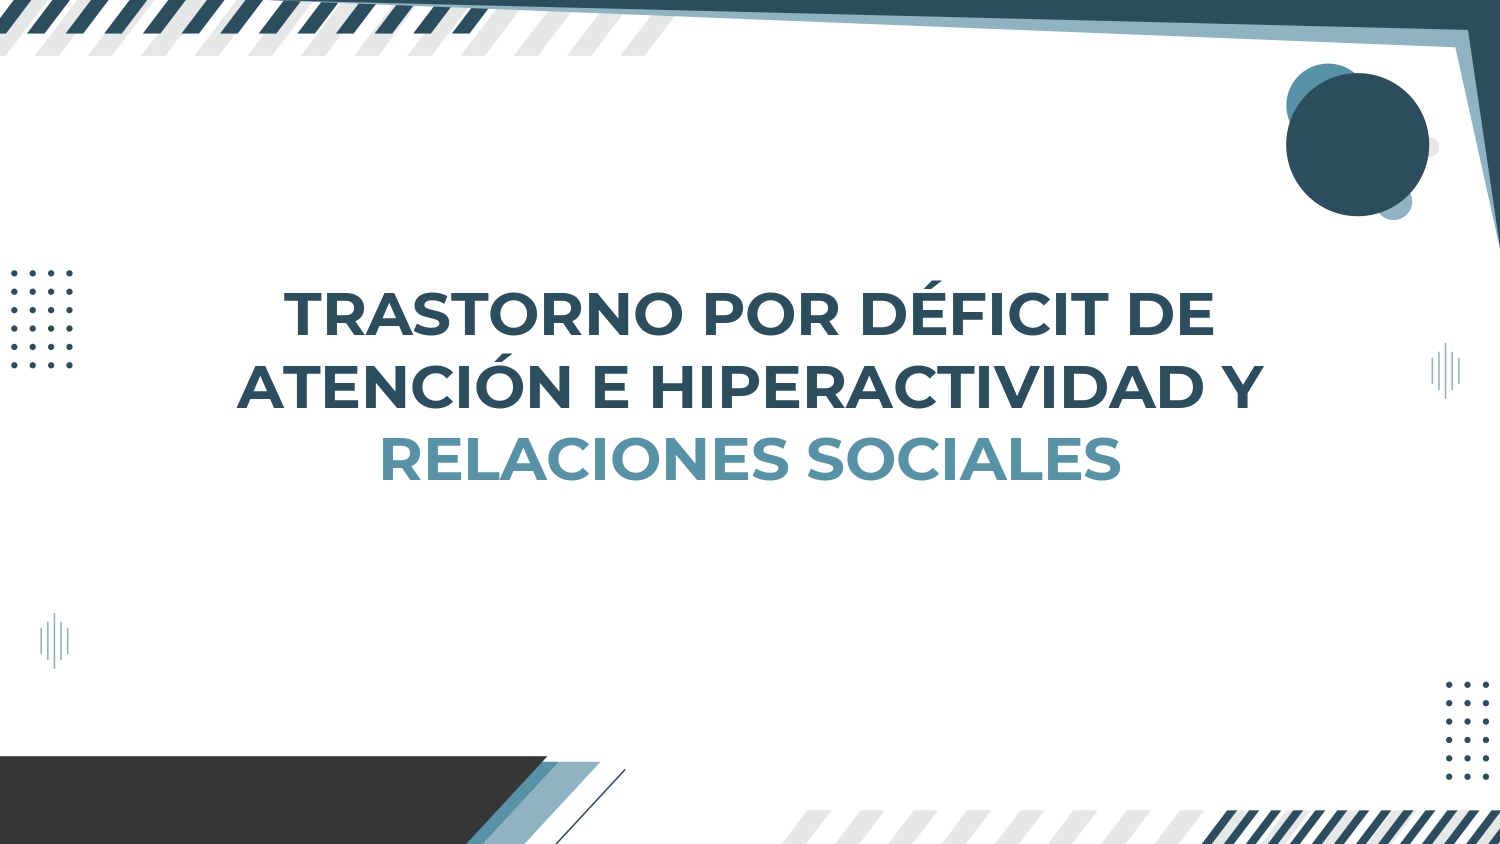 TRASTORNO POR DÉFICIT DE
ATENCIÓN E HIPERACTIVIDAD Y
RELACIONES SOCIALES